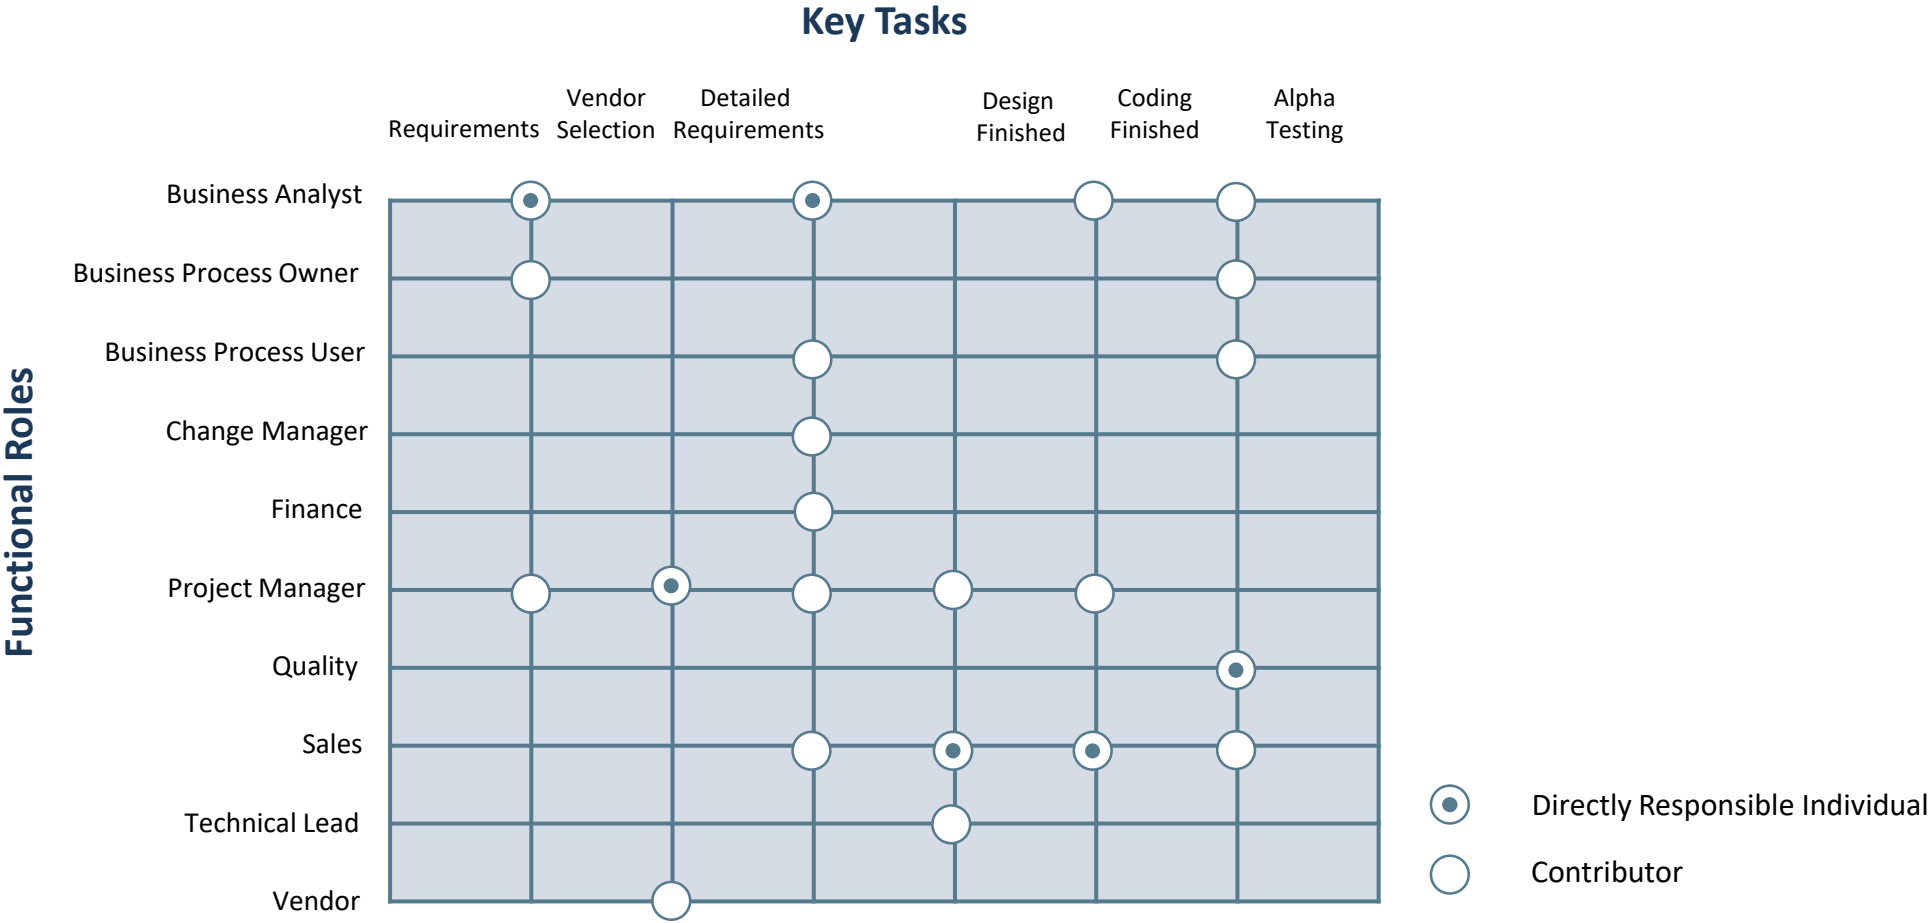 Key Tasks
Vendor
Detailed
Design
Coding
Alpha
Requirements
Selection
Requirements
Finished
Finished
Testing
Functional Roles
Business Analyst
Business Process Owner
Business Process User
Change Manager
Finance
Project Manager
Quality
Sales
Technical Lead
Vendor
Directly Responsible Individual
Contributor